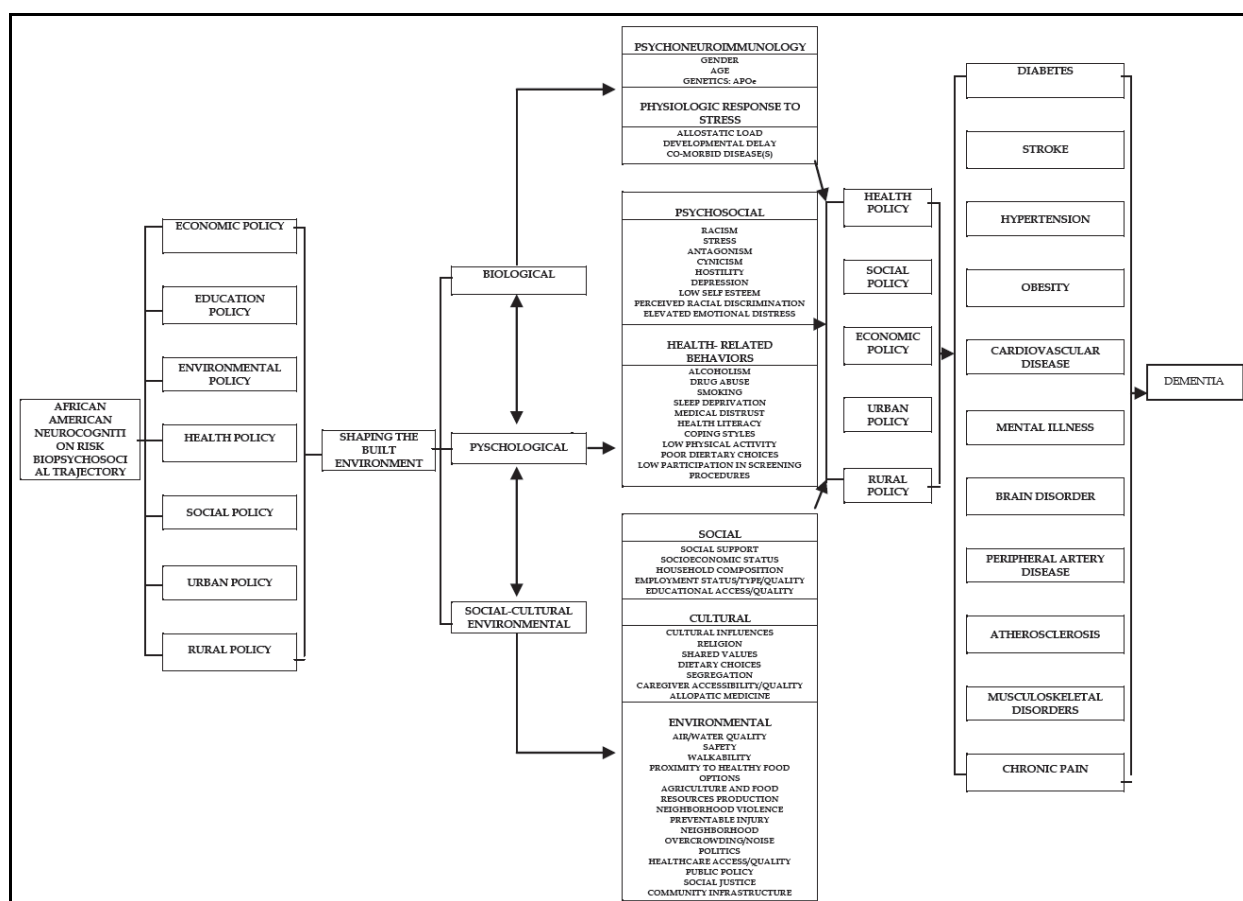 AFRICAN
AMERICAN
NEUROCOGNITI
ON RISK
BIOPSYCHOSO
CIAL TRAJECTORY
ECONOMIC POLICY
EDUCATION
POLICY
ENVIRONMENTAL
POLICY
HEALTH POLICY
SOCIAL POLICY
URBAN POLICY
RURAL POLICY
SHAPING THE
BUILT
ENVIRONMENT
BIOLOGICAL
PYSCHOLOGICAL
SOCIAL-CULTURAL
ENVIRONMENTAL
PSYCHONEUROIMMUNOLOGY
GENDER
AGE
GENETICS: APOe
PHYSIOLOGIC RESPONSE TO
STRESS
ALLOSTATIC LOAD
DEVELOPMENTAL DELAY
CO-MORBID DISEASE(S)
PSYCHOSOCIAL
RACISM
STRESS
ANTAGONISM
CYNICISM
HOSTILITY
DEPRESSION
LOW SELF ESTEEM
PERCEIVED RACIAL DISCRIMINATION
ELEVATED EMOTIONAL DISTRESS
HEALTH- RELATED
BEHAVIORS
ALCOHOLISM
DRUG ABUSE
SMOKING
SLEEP DEPRIVATION
MEDICAL DISTRUST
HEALTH LITERACY
COPING STYLES
LOW PHYSICAL ACTIVITY
POOR DIERTARY CHOICES
LOW PARTICIPATION IN SCREENING
PROCEDURES
SOCIAL
SOCIAL SUPPORT
SOCIOECONOMIC STATUS
HOUSEHOLD COMPOSITION
EMPLOYMENT STATUS/TYPE/QUALITY
EDUCATIONAL ACCESS/QUALITY
CULTURAL
CULTURAL INFLUENCES
RELIGION
SHARED VALUES
DIETARY CHOICES
SEGREGATION
CAREGIVER ACCESSIBILITY/QUALITY
ALLOPATIC MEDICINE
ENVIRONMENTAL
AIR/WATER QUALITY
SAFETY
WALKABILITY
PROXIMITY TO HEALTHY FOOD
OPTIONS
AGRICULTURE AND FOOD
RESOURCES PRODUCTION
NEIGHBORHOOD VIOLENCE
PREVENTABLE INJURY
NEIGHBORHOOD
OVERCROWDING/NOISE
POLITICS
HEALTHCARE ACCESS/QUALITY
PUBLIC POLICY
SOCIAL JUSTICE
COMMUNITY INFRASTRUCTURE
HEALTH
POLICY
SOCIAL
POLICY
ECONOMIC
POLICY
URBAN
POLICY
RURAL
POLICY
DIABETES
STROKE
HYPERTENSION
OBESITY
CARDIOVASCULAR
DISEASE
MENTAL ILLNESS
BRAIN DISORDER
PERIPHERAL ARTERY
DISEASE
ATHEROSCLEROSIS
MUSCULOSKELETAL
DISORDERS
CHRONIC PAIN
DEMENTIA